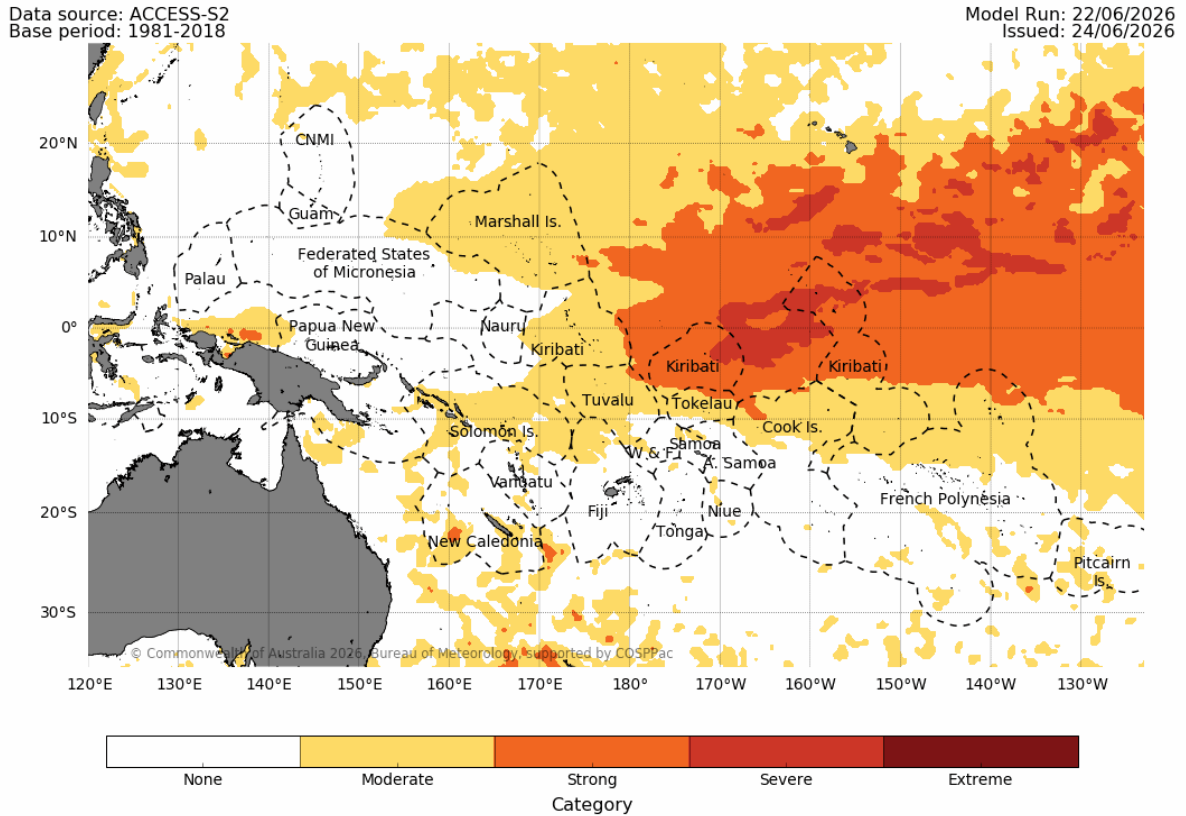 Data source: ACCESS-S2
Base period: 1981-2018
Model Run: 22/06/2026
Issued: 24/06/2026
20°N
10°N
0°
10°S
20°S
30°S
CNMI
Guam
Marshall Is.
Federated States
of Micronesia
Palau
Papua New
Guinea
Nauru
Kiribati
Kiribati
Kiribati
Tuvalu
Tokelau
Solomon Is.
Cook Is.
Samoa
W & F
A. Samoa
Vanuatu
Fiji
Niue
French Polynesia
Tonga
New Caledonia
Pitcairn
Is.
© Commonwealth of Australia 2026, Bureau of Meteorology, supported by COSPPac
120°E
130°E
140°E
150°E
160°E
170°E
180°
170°W
160°W
150°W
140°W
130°W
None
Moderate
Strong
Severe
Extreme
Category